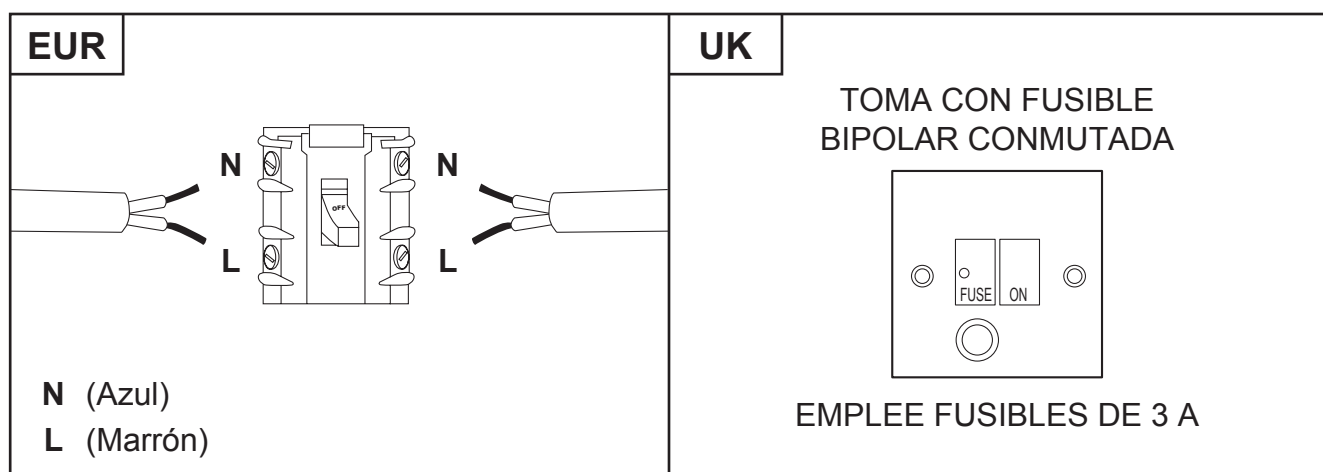 EUR
N
N
OFF
L
L
N (Azul)
L (Marrón)
UK
TOMA CON FUSIBLE
BIPOLAR CONMUTADA
FUSE
ON
EMPLEE FUSIBLES DE 3 A